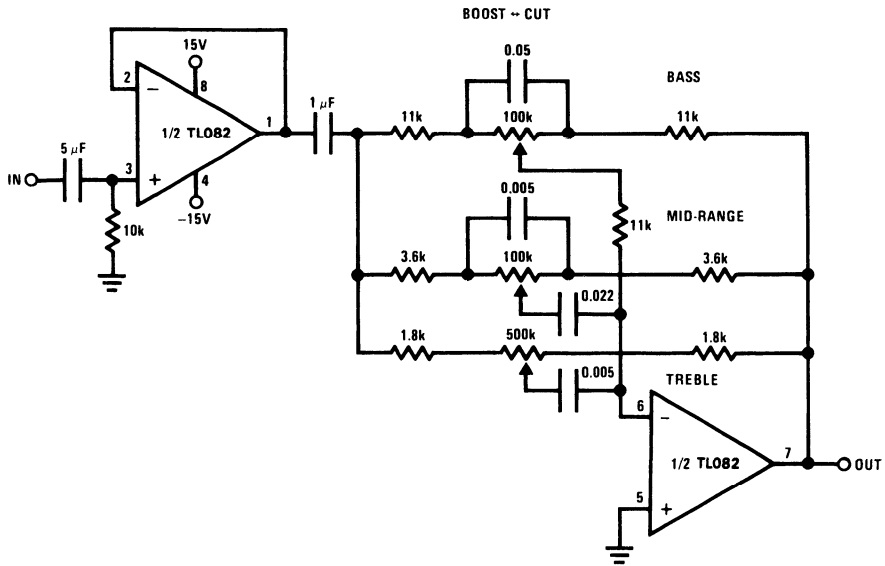 BOOST ↔ CUT
15V
0.05
BASS
2
8
−
1 μF
11k
100k
11k
1/2 TL082
1
5 μF
IN
3
+
4
−15V
10k
0.005
11k
MID-RANGE
3.6k
100k
3.6k
0.022
1.8k
500k
1.8k
0.005
TREBLE
6
−
1/2 TL082
7
OUT
5
+